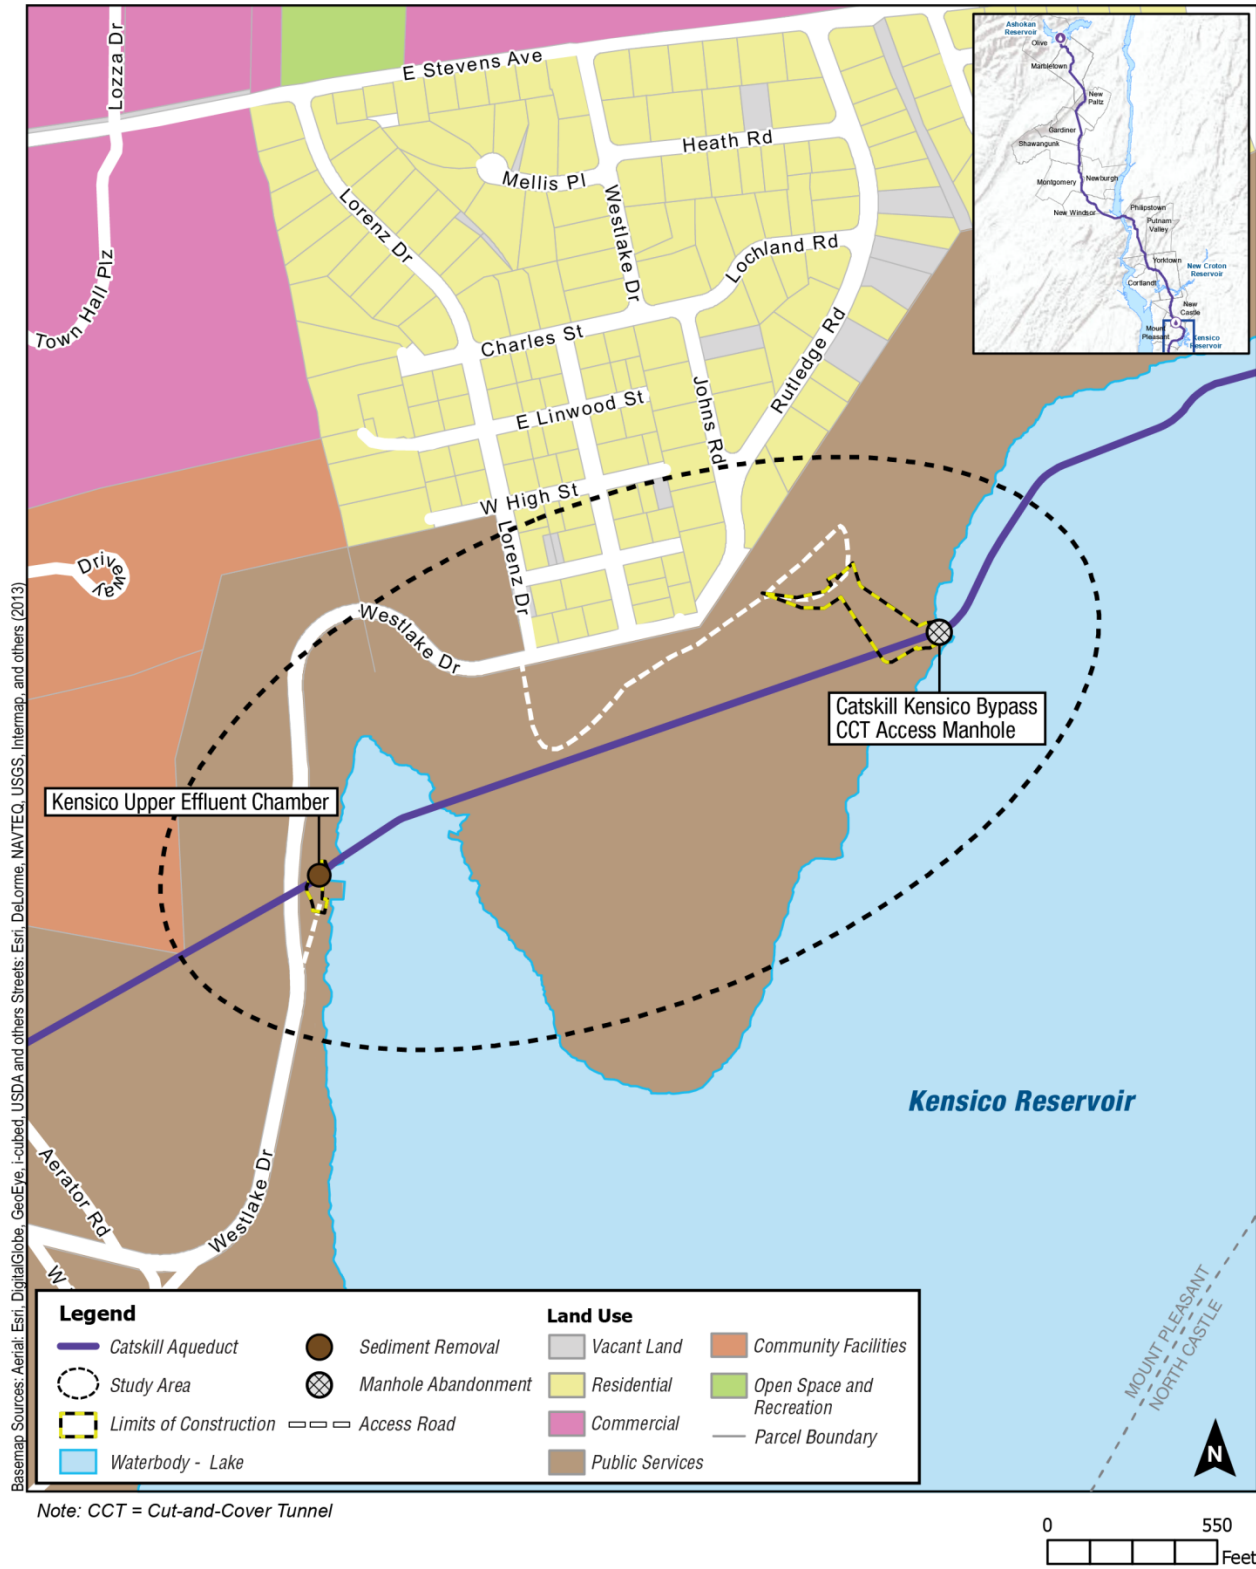 E Stevens Ave
Lozza Dr
Heath Rd
Mellis Pl
Lorenz Dr
Westlake Dr
Lochland Rd
Town Hall Plz
Charles St
Rutledge Rd
Johns Rd
E Linwood St
W High St
Lorenz Dr
Driveway
Westlake Dr
Catskill Kensico Bypass
CCT Access Manhole
Kensico Upper Effluent Chamber
Kensico Reservoir
Aerator Rd
Westlake Dr
W
MOUNT PLEASANT
NORTH CASTLE
Ashokan
Reservoir
Olive
Marbletown
New
Paltz
Gardiner
Shawangunk
Montgomery
Newburgh
New Windsor
Philipstown
Putnam
Valley
Yorktown
New Croton
Reservoir
Cortlandt
New
Castle
Mount
Pleasant
Kensico
Reservoir
Basemap Sources: Aerial: Esri, DigitalGlobe, GeoEye, i-cubed, USDA and others Streets: Esri, DeLorme, NAVTEQ, USGS, Intermap, and others (2013)
Legend
Catskill Aqueduct
Study Area
Limits of Construction
Waterbody - Lake
Sediment Removal
Manhole Abandonment
Access Road
Land Use
Vacant Land
Residential
Commercial
Public Services
Community Facilities
Open Space and
Recreation
Parcel Boundary
N
Note: CCT = Cut-and-Cover Tunnel
0 550
Feet